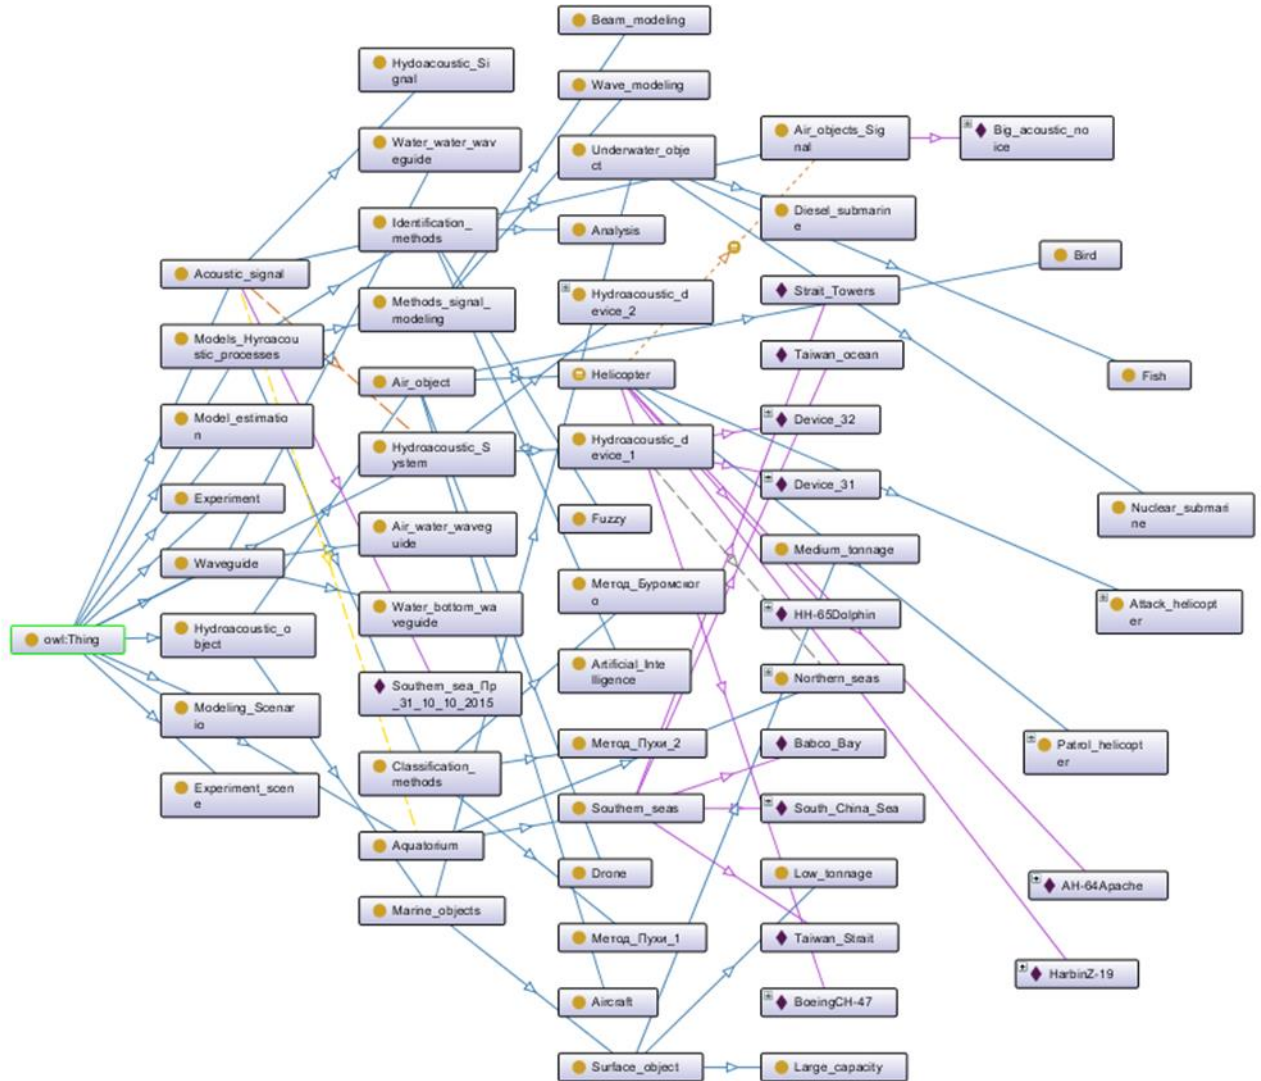 owl:Thing
Acoustic_signal
Models_Hyroacou
stic_processes
Model_estimatio
n
Experiment
Waveguide
Hydroacoustic_o
bject
Modeling_Scenar
io
Experiment_scen
e
Hydoacoustic_Si
gnal
Water_water_wav
eguide
Identification_
methods
Methods_signal_
modeling
Air_object
Hydroacoustic_S
ystem
Air_water_waveg
uide
Water_bottom_wa
veguide
Southern_sea_Пр
_31_10_10_2015
Classification_
methods
Aquatorium
Marine_objects
Beam_modeling
Wave_modeling
Underwater_obje
ct
Analysis
Hydroacoustic_d
evice_2
Helicopter
Hydroacoustic_d
evice_1
Fuzzy
Метод_Буромског
о
Artificial_Inte
lligence
Метод_Пухи_2
Southern_seas
Drone
Метод_Пухи_1
Aircraft
Surface_object
Air_objects_Sig
nal
Diesel_submarin
e
Strait_Towers
Taiwan_ocean
Device_32
Device_31
Medium_tonnage
HH-65Dolphin
Northern_seas
Babco_Bay
South_China_Sea
Low_tonnage
Taiwan_Strait
BoeingCH-47
Large_capacity
Big_acoustic_no
ice
Bird
Fish
Nuclear_submari
ne
Attack_helicopt
er
Patrol_helicopt
er
AH-64Apache
HarbinZ-19